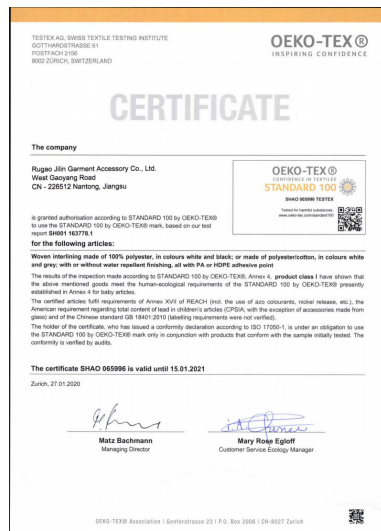 TESTEX AG, SWISS TEXTILE TESTING INSTITUTE
GOTTHARDSTRASSE 61
POSTFACH 2156
8002 ZÜRICH, SWITZERLAND
OEKO-TEX®
INSPIRING CONFIDENCE
CERTIFICATE
The company
Rugao Jilin Garment Accessory Co., Ltd.
West Gaoyang Road
CN - 226512 Nantong, Jiangsu
OEKO-TEX®
CONFIDENCE IN TEXTILES
STANDARD 100
SHAO 065996 TESTEX
Tested for harmful substances.
www.oeko-tex.com/standard100
is granted authorisation according to STANDARD 100 by OEKO-TEX®
to use the STANDARD 100 by OEKO-TEX® mark, based on our test
report SH001 163778.1
for the following articles:
Woven interlining made of 100% polyester, in colours white and black; or made of polyester/cotton, in colours white
and grey; with or without water repellent finishing, all with PA or HDPE adhesive point
The results of the inspection made according to STANDARD 100 by OEKO-TEX®, Annex 4, product class I have shown that
the above mentioned goods meet the human-ecological requirements of the STANDARD 100 by OEKO-TEX® presently
established in Annex 4 for baby articles.
The certified articles fulfil requirements of Annex XVII of REACH (incl. the use of azo colourants, nickel release, etc.), the
American requirement regarding total content of lead in children's articles (CPSIA; with the exception of accessories made from
glass) and of the Chinese standard GB 18401:2010 (labelling requirements were not verified).
The holder of the certificate, who has issued a conformity declaration according to ISO 17050-1, is under an obligation to use
the STANDARD 100 by OEKO-TEX® mark only in conjunction with products that conform with the sample initially tested. The
conformity is verified by audits.
The certificate SHAO 065996 is valid until 15.01.2021
Zurich, 27.01.2020
Matz Bachmann
Managing Director
Mary Rose Egloff
Customer Service Ecology Manager
OEKO-TEX® Association | Genferstrasse 23 | P.O. Box 2006 | CH-8027 Zurich